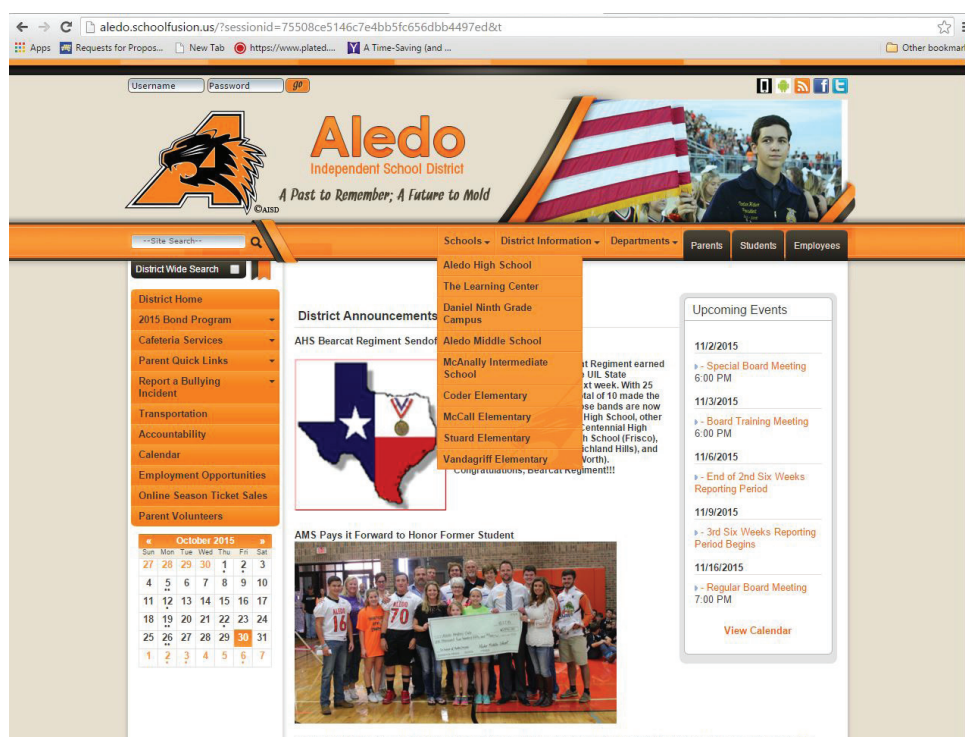 aledo.schoolfusion.us/?sessionid=75508ce5146c7e4bb5fc656dbb4497ed&t
Apps Requests for Propos... New Tab https://www.plated.... A Time-Saving (and ... Other bookmar
Username Password go
Aledo
Independent School District
A Past to Remember; A Future to Mold
©AISD
--Site Search-- Schools District Information Departments Parents Students Employees
District Wide Search
District Home
2015 Bond Program
Cafeteria Services
Parent Quick Links
Report a Bullying
Incident
Transportation
Accountability
Calendar
Employment Opportunities
Online Season Ticket Sales
Parent Volunteers
« October 2015 »
Sun Mon Tue Wed Thu Fri Sat
27 28 29 30 1 2 3
4 5 6 7 8 9 10
11 12 13 14 15 16 17
18 19 20 21 22 23 24
25 26 27 28 29 30 31
1 2 3 4 5 6 7
Aledo High School
The Learning Center
Daniel Ninth Grade
Campus
Aledo Middle School
McAnally Intermediate
School
Coder Elementary
McCall Elementary
Stuard Elementary
Vandagriff Elementary
District Announcements
AHS Bearcat Regiment Sendof
t Regiment earned
UIL State
xt week. With 25
tal of 10 made the
se bands are now
High School, other
Centennial High
h School (Frisco),
ichland Hills), and
Worth).
Congratulations, Bearcat Regiment!!!
AMS Pays it Forward to Honor Former Student
ALEDO
16
ALEDO
70
Upcoming Events
11/2/2015
- Special Board Meeting
6:00 PM
11/3/2015
- Board Training Meeting
6:00 PM
11/6/2015
- End of 2nd Six Weeks
Reporting Period
11/9/2015
- 3rd Six Weeks Reporting
Period Begins
11/16/2015
- Regular Board Meeting
7:00 PM
View Calendar